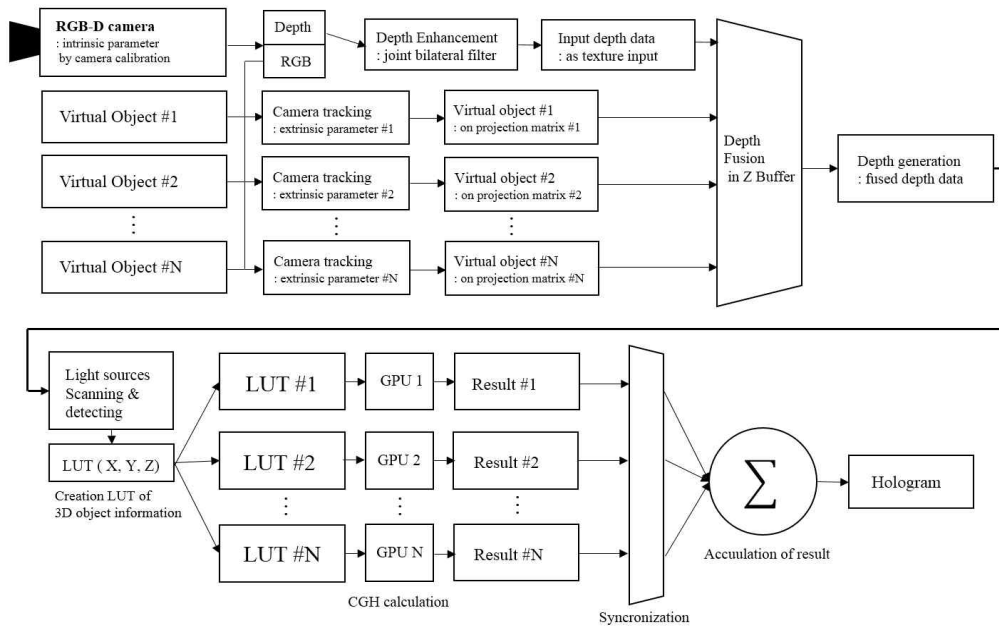 RGB-D camera
: intrinsic parameter
by camera calibration
Depth
RGB
Depth Enhancement
: joint bilateral filter
Input depth data
: as texture input
Virtual Object #1
Camera tracking
: extrinsic parameter #1
Virtual object #1
: on projection matrix #1
Virtual Object #2
Camera tracking
: extrinsic parameter #2
Virtual object #2
: on projection matrix #2
Virtual Object #N
Camera tracking
: extrinsic parameter #N
Virtual object #N
: on projection matrix #N
Depth
Fusion
in Z Buffer
Depth generation
: fused depth data
Light sources
Scanning &
detecting
LUT ( X, Y, Z)
Creation LUT of
3D object information
LUT #1
GPU 1
Result #1
LUT #2
GPU 2
Result #2
LUT #N
GPU N
Result #N
CGH calculation
Syncronization
Σ
Accuulation of result
Hologram